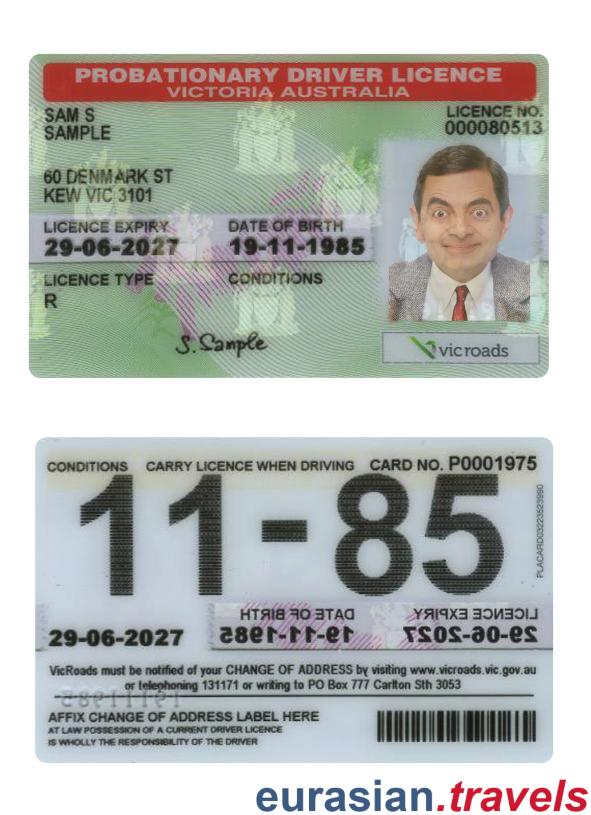 PROBATIONARY DRIVER LICENCE
VICTORIA AUSTRALIA
SAM S
SAMPLE
LICENCE NO.
000080513
60 DENMARK ST
KEW VIC 3101
LICENCE EXPIRY DATE OF BIRTH
29-06-2027 19-11-1985
LICENCE TYPE CONDITIONS
R
S. Sample
vic roads
CONDITIONS CARRY LICENCE WHEN DRIVING CARD NO. P0001975
11-85
PLACARD03223523990
DATE OF BIRTH LICENCE EXPIRY
29-06-2027 19-11-1985 29-06-2027
VicRoads must be notified of your CHANGE OF ADDRESS by visiting www.vicroads.vic.gov.au
or telephoning 131171 or writing to PO Box 777 Carlton Sth 3053
AFFIX CHANGE OF ADDRESS LABEL HERE
AT LAW POSSESSION OF A CURRENT DRIVER LICENCE
IS WHOLLY THE RESPONSIBILITY OF THE DRIVER
eurasian.travels